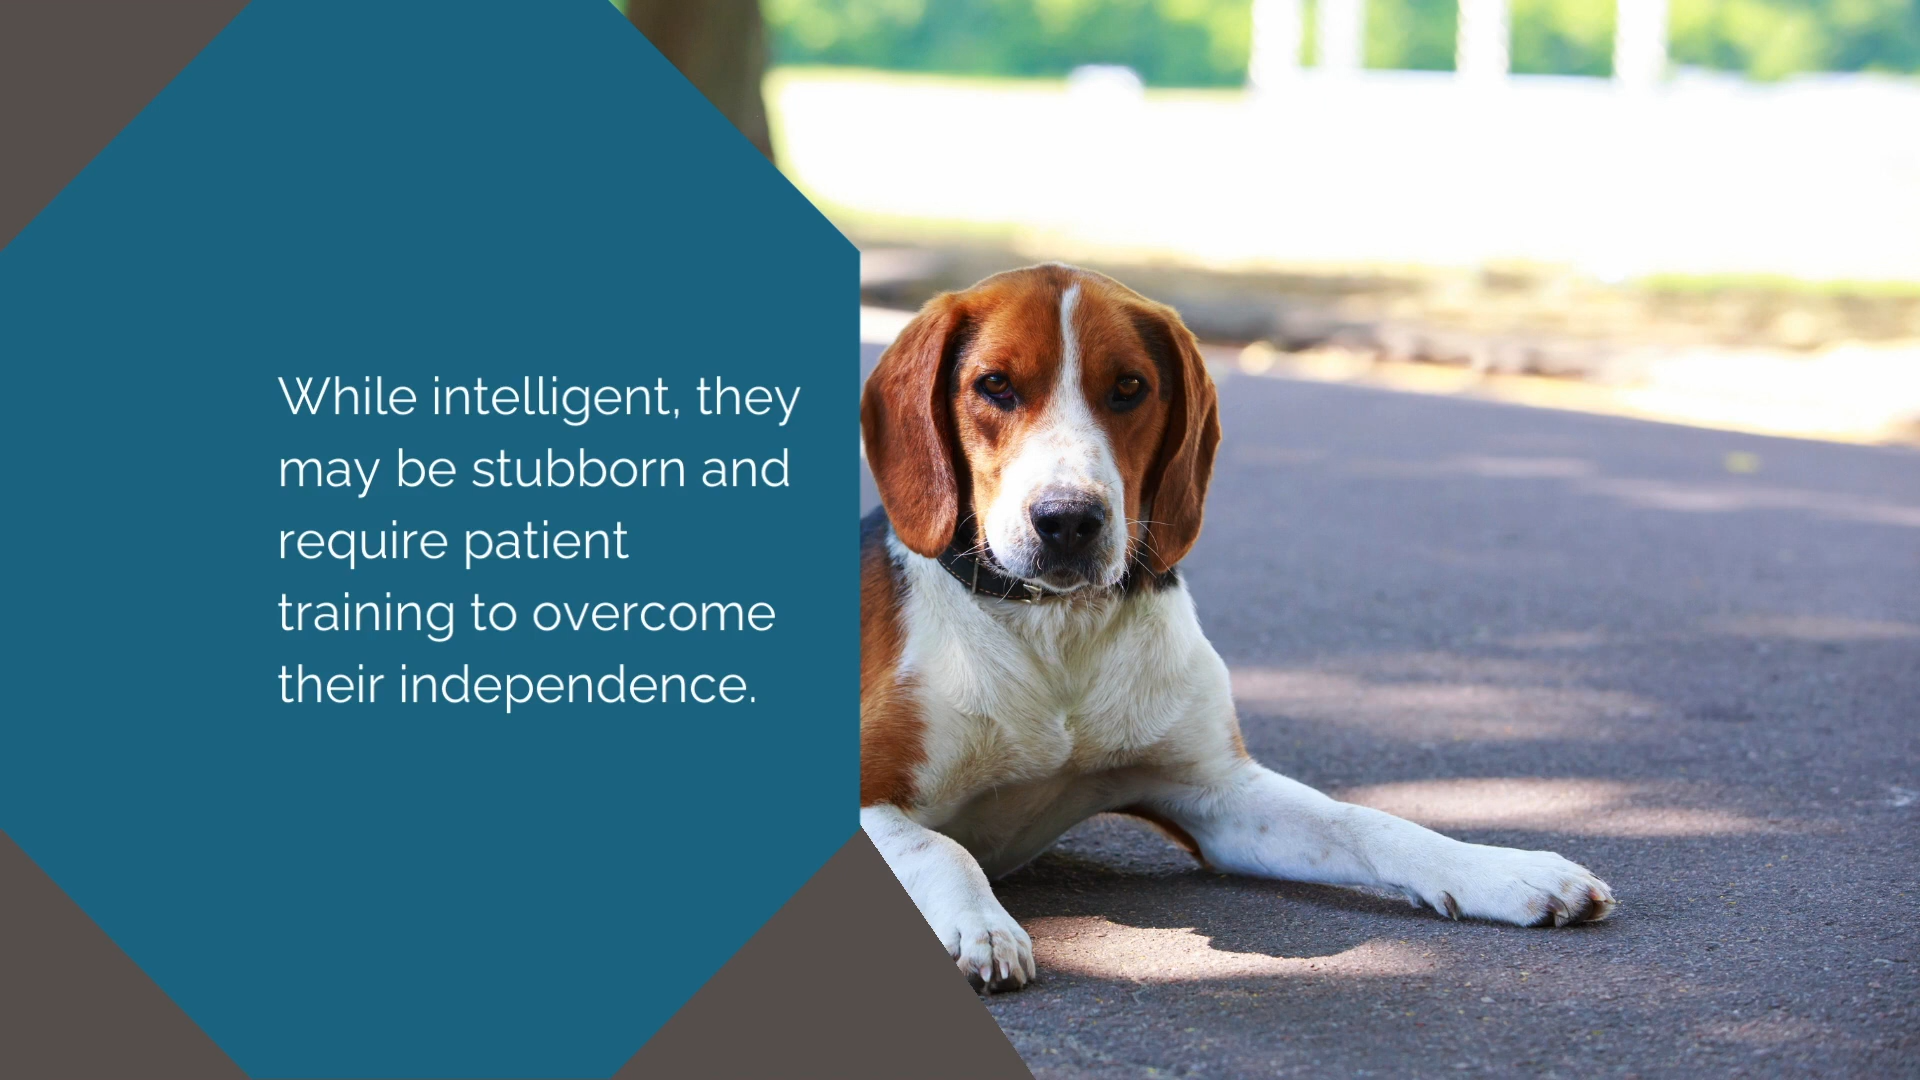 While intelligent, they
may be stubborn and
require patient
training to overcome
their independence.